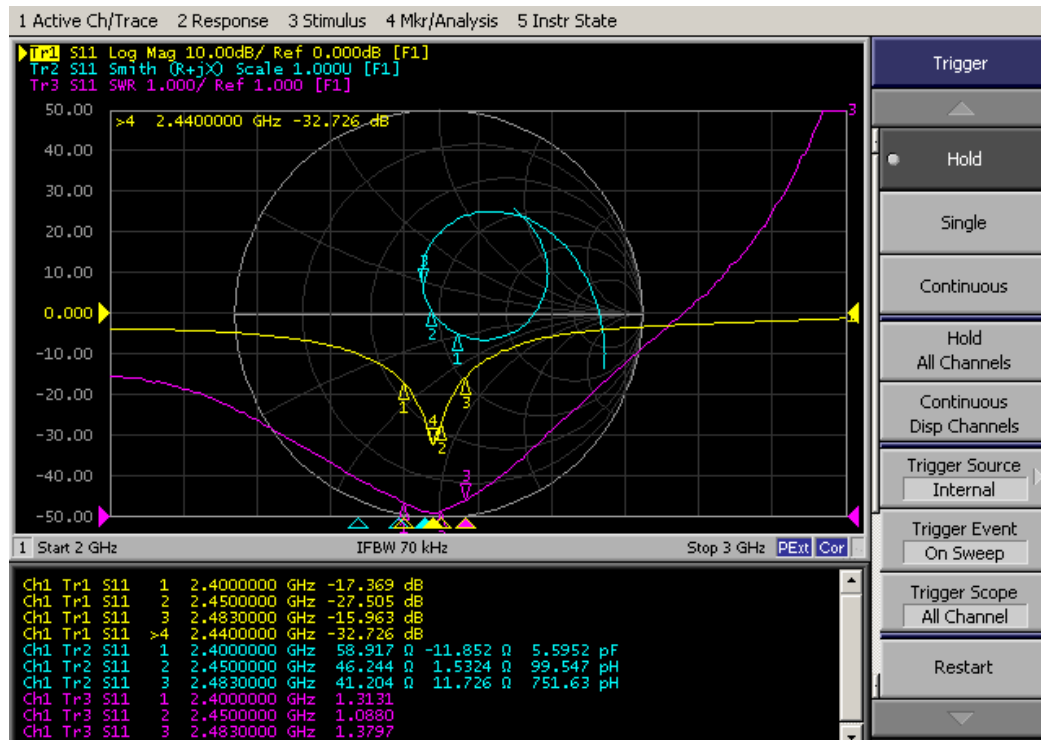 1 Active Ch/Trace 2 Response 3 Stimulus 4 Mkr/Analysis 5 Instr State
Tr1 S11 Log Mag 10.00dB/ Ref 0.000dB [F1]
Tr2 S11 Smith (R+jX) Scale 1.000U [F1]
Tr3 S11 SWR 1.000/ Ref 1.000 [F1]
50.00
>4 2.4400000 GHz -32.726 dB
3
40.00
30.00
20.00
10.00
0.000
-10.00
-20.00
-30.00
-40.00
-50.00
3
2
1
1
3
4
2
3
1
1 Start 2 GHz IFBW 70 kHz Stop 3 GHz PExt Cor
Ch1 Tr1 S11 1 2.4000000 GHz -17.369 dB
Ch1 Tr1 S11 2 2.4500000 GHz -27.505 dB
Ch1 Tr1 S11 3 2.4830000 GHz -15.963 dB
Ch1 Tr1 S11 >4 2.4400000 GHz -32.726 dB
Ch1 Tr2 S11 1 2.4000000 GHz 58.917 Ω -11.852 Ω 5.5952 pF
Ch1 Tr2 S11 2 2.4500000 GHz 46.244 Ω 1.5324 Ω 99.547 pH
Ch1 Tr2 S11 3 2.4830000 GHz 41.204 Ω 11.726 Ω 751.63 pH
Ch1 Tr3 S11 1 2.4000000 GHz 1.3131
Ch1 Tr3 S11 2 2.4500000 GHz 1.0880
Ch1 Tr3 S11 3 2.4830000 GHz 1.3797
Trigger
Hold
Single
Continuous
Hold
All Channels
Continuous
Disp Channels
Trigger Source
Internal
Trigger Event
On Sweep
Trigger Scope
All Channel
Restart